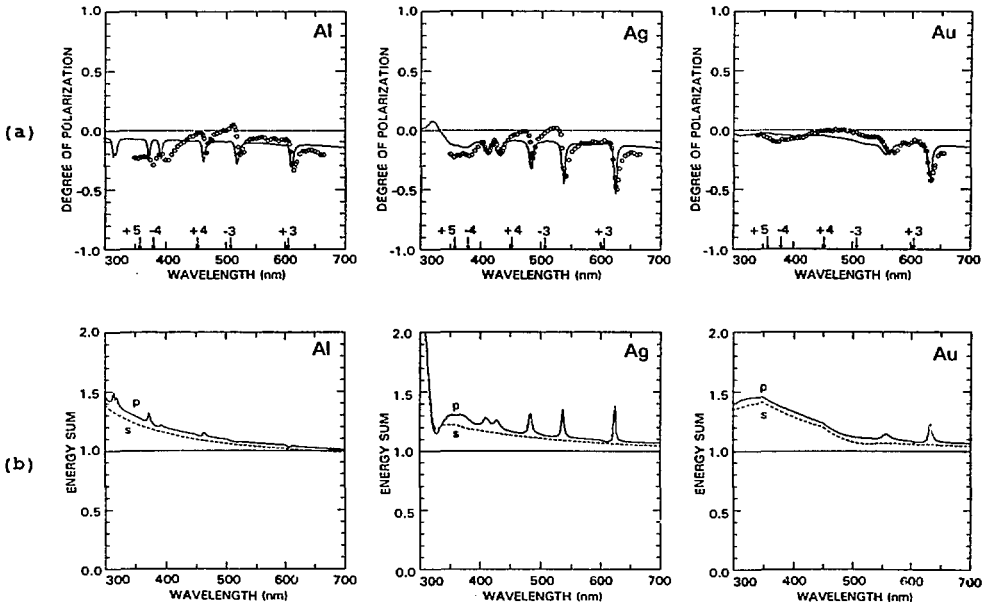 (a)
1.0
0.5
0.0
-0.5
-1.0
DEGREE OF POLARIZATION
Al
+5 -4 +4 -3 +3
300 400 500 600 700
WAVELENGTH (nm)
1.0
0.5
0.0
-0.5
-1.0
DEGREE OF POLARIZATION
Ag
+5 -4 +4 -3 +3
300 400 500 600 700
WAVELENGTH (nm)
1.0
0.5
0.0
-0.5
-1.0
DEGREE OF POLARIZATION
Au
+5 -4 +4 -3 +3
300 400 500 600 700
WAVELENGTH (nm)
(b)
2.0
1.5
1.0
0.5
0.0
ENERGY SUM
Al
p
s
300 400 500 600 700
WAVELENGTH (nm)
2.0
1.5
1.0
0.5
0.0
ENERGY SUM
Ag
p
s
300 400 500 600 700
WAVELENGTH (nm)
2.0
1.5
1.0
0.5
0.0
ENERGY SUM
Au
p
s
300 400 500 600 700
WAVELENGTH (nm)